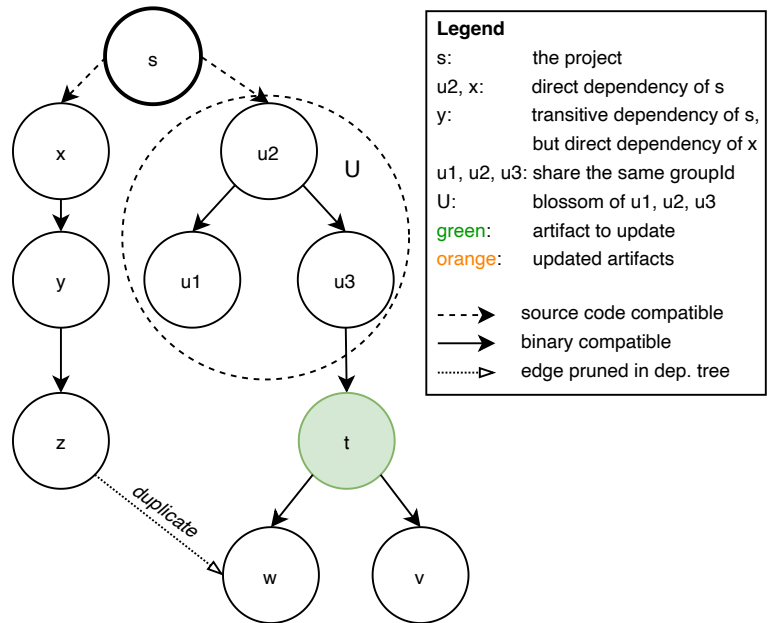 s
x
u2
U
y
u1
u3
z
t
duplicate
w
v
Legend
s: the project
u2, x: direct dependency of s
y: transitive dependency of s,
but direct dependency of x
u1, u2, u3: share the same groupId
U: blossom of u1, u2, u3
green: artifact to update
orange: updated artifacts
source code compatible
binary compatible
edge pruned in dep. tree